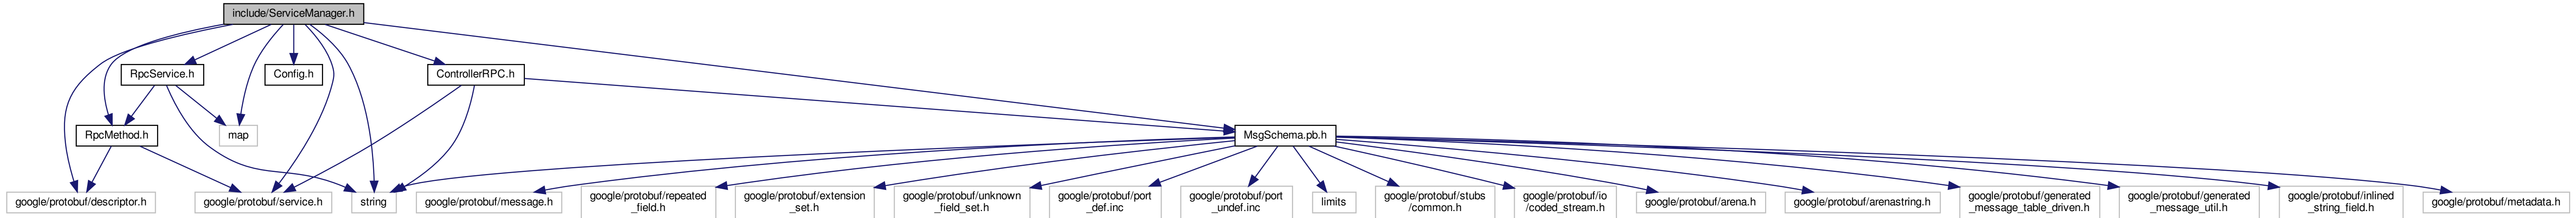 include/ServiceManager.h
RpcService.h
Config.h
ControllerRPC.h
RpcMethod.h
map
MsgSchema.pb.h
google/protobuf/descriptor.h
google/protobuf/service.h
string
google/protobuf/message.h
google/protobuf/repeated
_field.h
google/protobuf/extension
_set.h
google/protobuf/unknown
_field_set.h
google/protobuf/port
_def.inc
google/protobuf/port
_undef.inc
limits
google/protobuf/stubs
/common.h
google/protobuf/io
/coded_stream.h
google/protobuf/arena.h
google/protobuf/arenastring.h
google/protobuf/generated
_message_table_driven.h
google/protobuf/generated
_message_util.h
google/protobuf/inlined
_string_field.h
google/protobuf/metadata.h